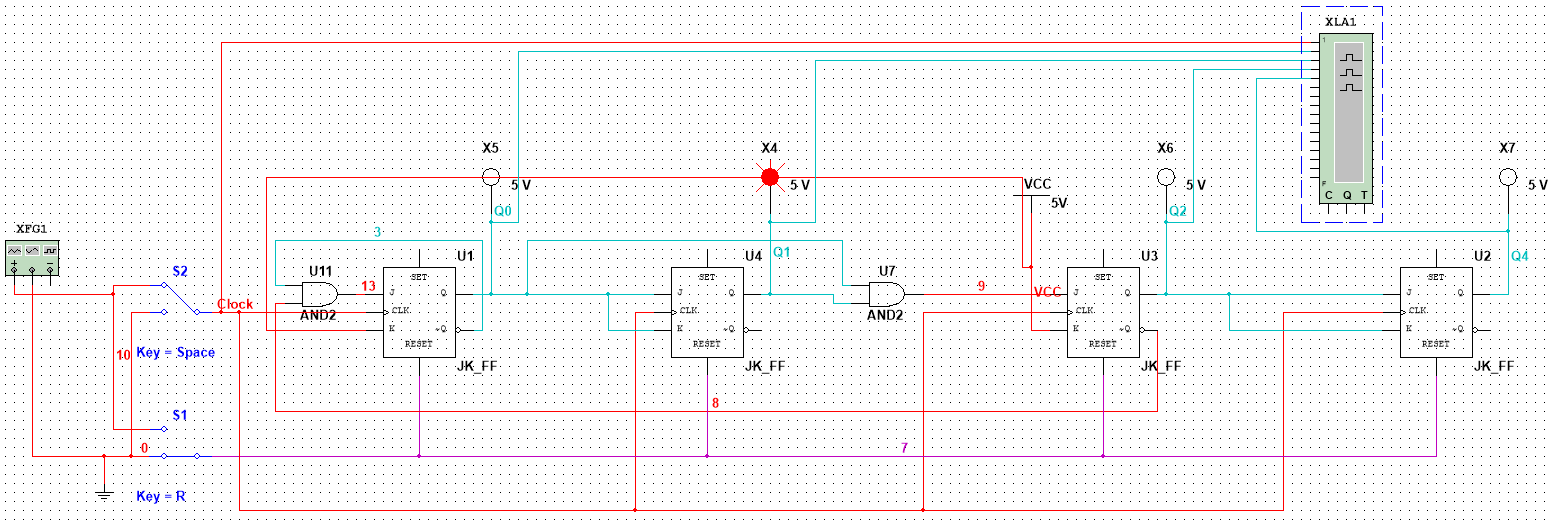 XLA1
1
F
C Q T
X5
5 V
X4
5 V
X6
5 V
X7
5 V
VCC
5V
Q0
Q1
Q2
Q4
XFG1
+
−
S2
Clock
10
Key = Space
S1
0
Key = R
3
U11
13
AND2
U1
SET
J Q
CLK
K ~Q
RESET
JK_FF
U4
SET
J Q
CLK
K ~Q
RESET
JK_FF
U7
9
AND2
VCC
U3
SET
J Q
CLK
K ~Q
RESET
JK_FF
U2
SET
J Q
CLK
K ~Q
RESET
JK_FF
8
7